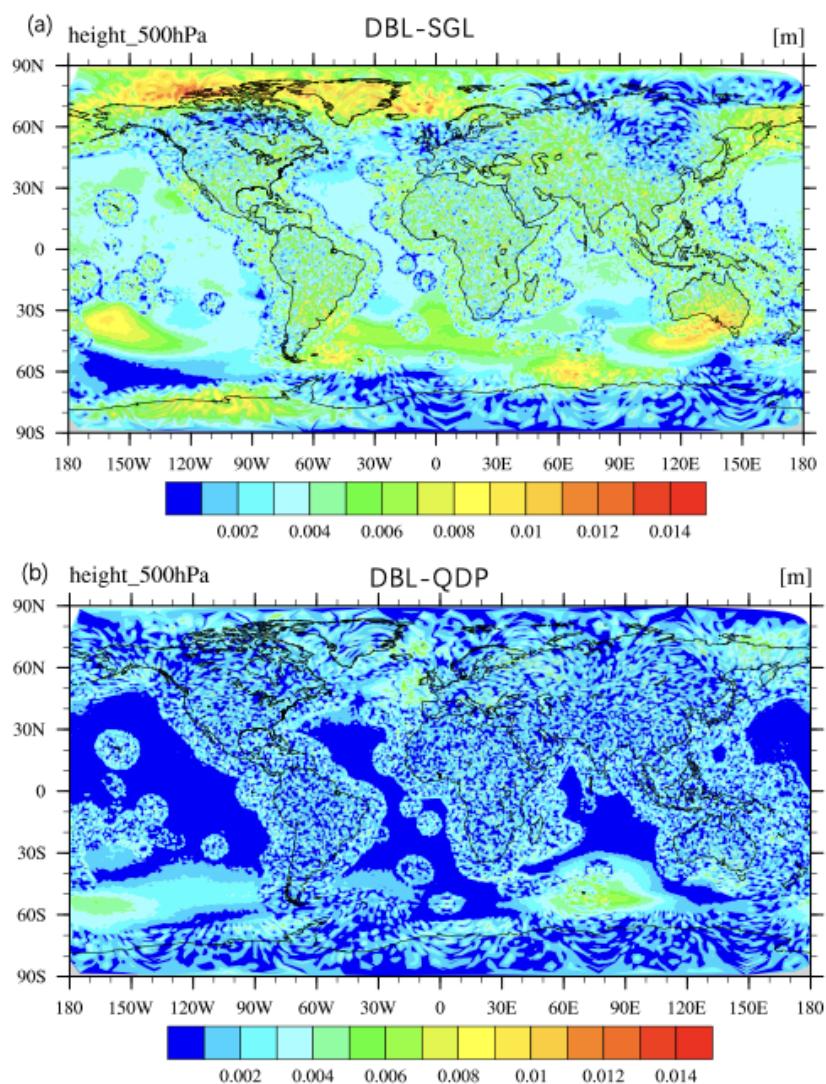 (a) height_500hPa DBL-SGL [m]
90N
60N
30N
0
30S
60S
90S
180 150W 120W 90W 60W 30W 0 30E 60E 90E 120E 150E 180
0.002 0.004 0.006 0.008 0.01 0.012 0.014
(b) height_500hPa DBL-QDP [m]
90N
60N
30N
0
30S
60S
90S
180 150W 120W 90W 60W 30W 0 30E 60E 90E 120E 150E 180
0.002 0.004 0.006 0.008 0.01 0.012 0.014